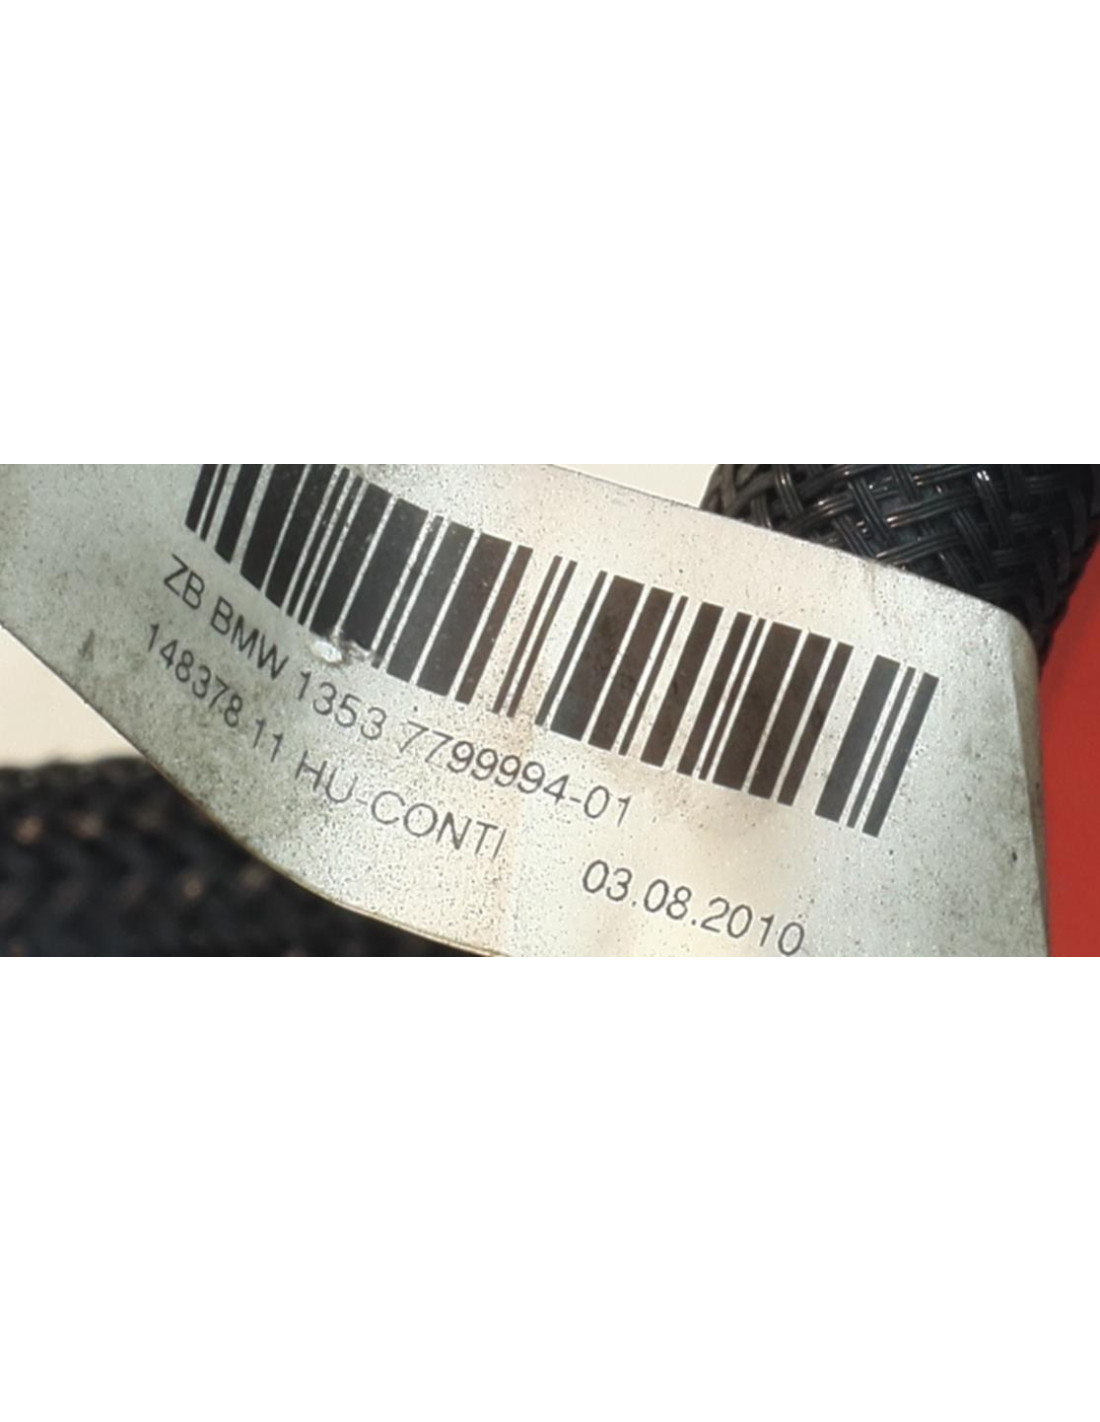 ZB BMW 1353 7799994-01
148378.11 HU-CONTI
03.08.2010